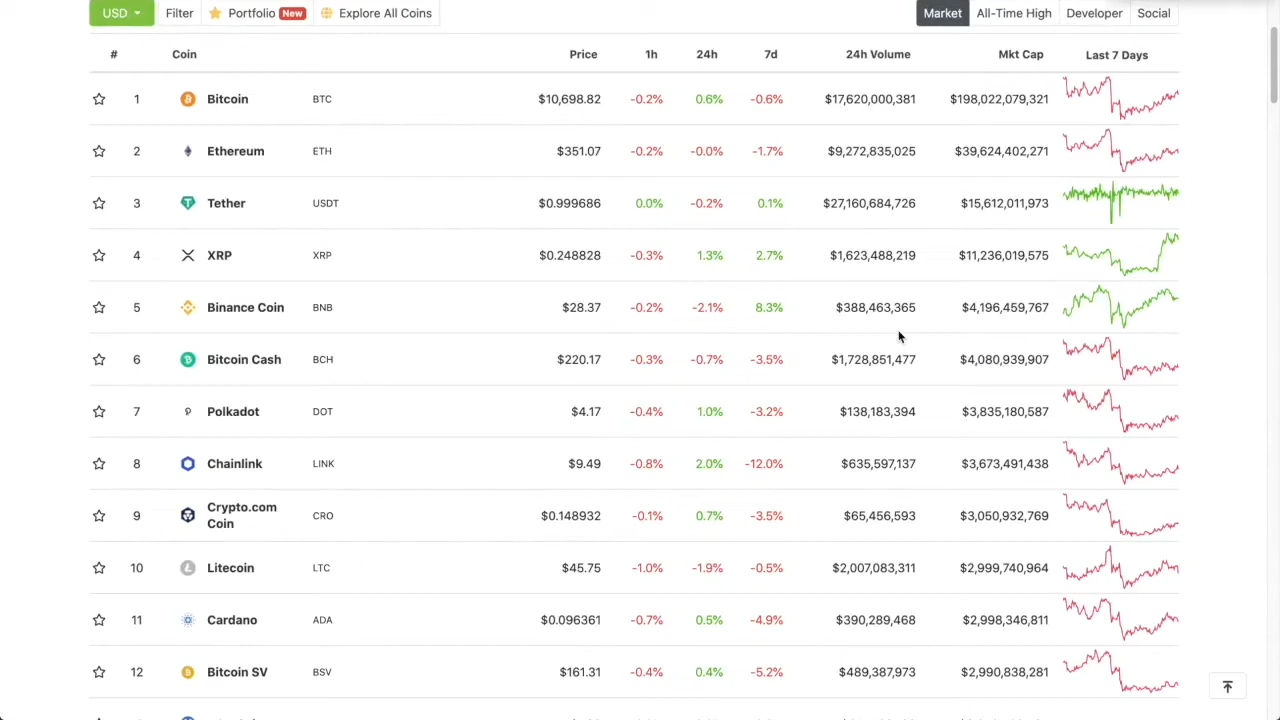 USD Filter Portfolio New Explore All Coins Market All-Time High Developer Social
# Coin Price 1h 24h 7d 24h Volume Mkt Cap Last 7 Days
1 Bitcoin BTC $10,698.82 -0.2% 0.6% -0.6% $17,620,000,381 $198,022,079,321
2 Ethereum ETH $351.07 -0.2% -0.0% -1.7% $9,272,835,025 $39,624,402,271
3 Tether USDT $0.999686 0.0% -0.2% 0.1% $27,160,684,726 $15,612,011,973
4 XRP XRP $0.248828 -0.3% 1.3% 2.7% $1,623,488,219 $11,236,019,575
5 Binance Coin BNB $28.37 -0.2% -2.1% 8.3% $388,463,365 $4,196,459,767
6 Bitcoin Cash BCH $220.17 -0.3% -0.7% -3.5% $1,728,851,477 $4,080,939,907
7 Polkadot DOT $4.17 -0.4% 1.0% -3.2% $138,183,394 $3,835,180,587
8 Chainlink LINK $9.49 -0.8% 2.0% -12.0% $635,597,137 $3,673,491,438
9 Crypto.com Coin CRO $0.148932 -0.1% 0.7% -3.5% $65,456,593 $3,050,932,769
10 Litecoin LTC $45.75 -1.0% -1.9% -0.5% $2,007,083,311 $2,999,740,964
11 Cardano ADA $0.096361 -0.7% 0.5% -4.9% $390,289,468 $2,998,346,811
12 Bitcoin SV BSV $161.31 -0.4% 0.4% -5.2% $489,387,973 $2,990,838,281